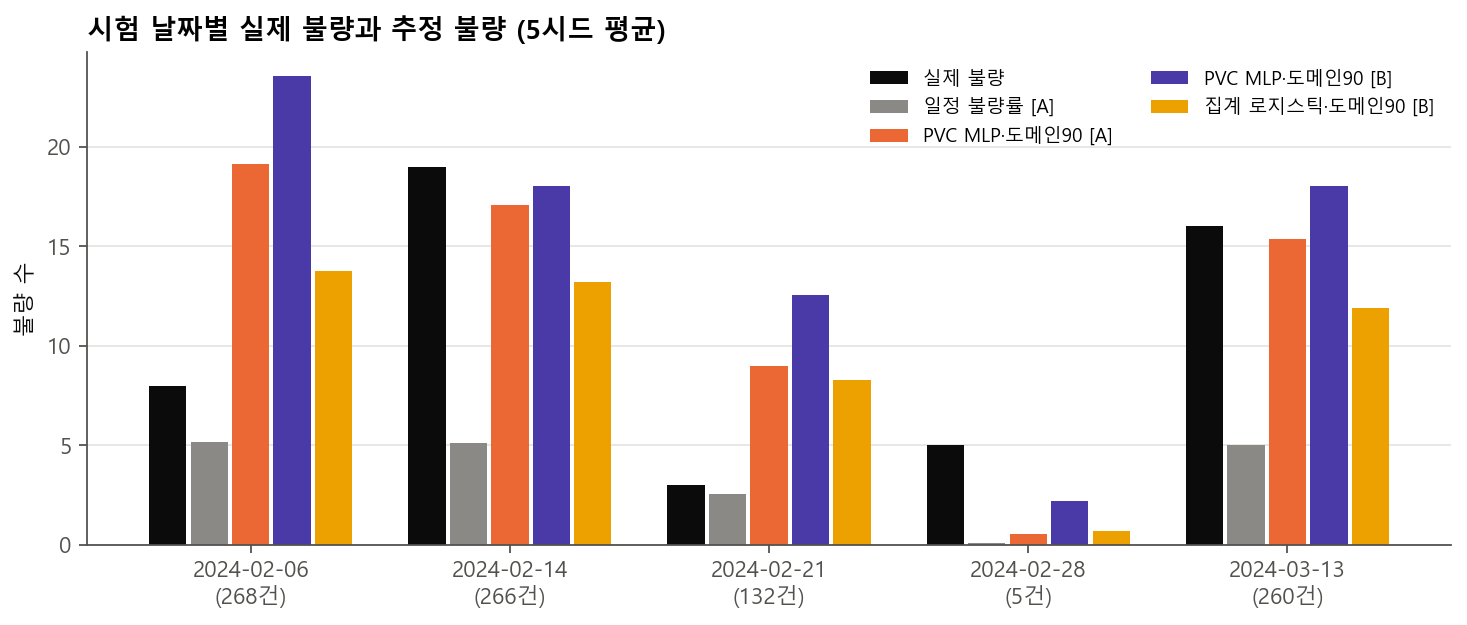 시험 날짜별 실제 불량과 추정 불량 (5시드 평균)
실제 불량
일정 불량률 [A]
PVC MLP·도메인90 [A]
PVC MLP·도메인90 [B]
집계 로지스틱·도메인90 [B]
불량 수
20
15
10
5
0
2024-02-06
(268건)
2024-02-14
(266건)
2024-02-21
(132건)
2024-02-28
(5건)
2024-03-13
(260건)